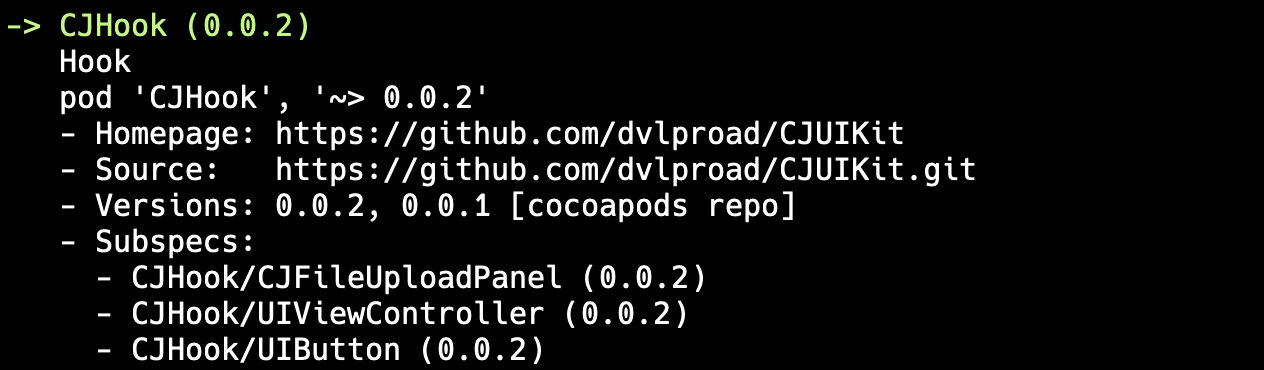 -> CJHook (0.0.2)
Hook
pod 'CJHook', '~> 0.0.2'
- Homepage: https://github.com/dvlproad/CJUIKit
- Source:   https://github.com/dvlproad/CJUIKit.git
- Versions: 0.0.2, 0.0.1 [cocoapods repo]
- Subspecs:
- CJHook/CJFileUploadPanel (0.0.2)
- CJHook/UIViewController (0.0.2)
- CJHook/UIButton (0.0.2)